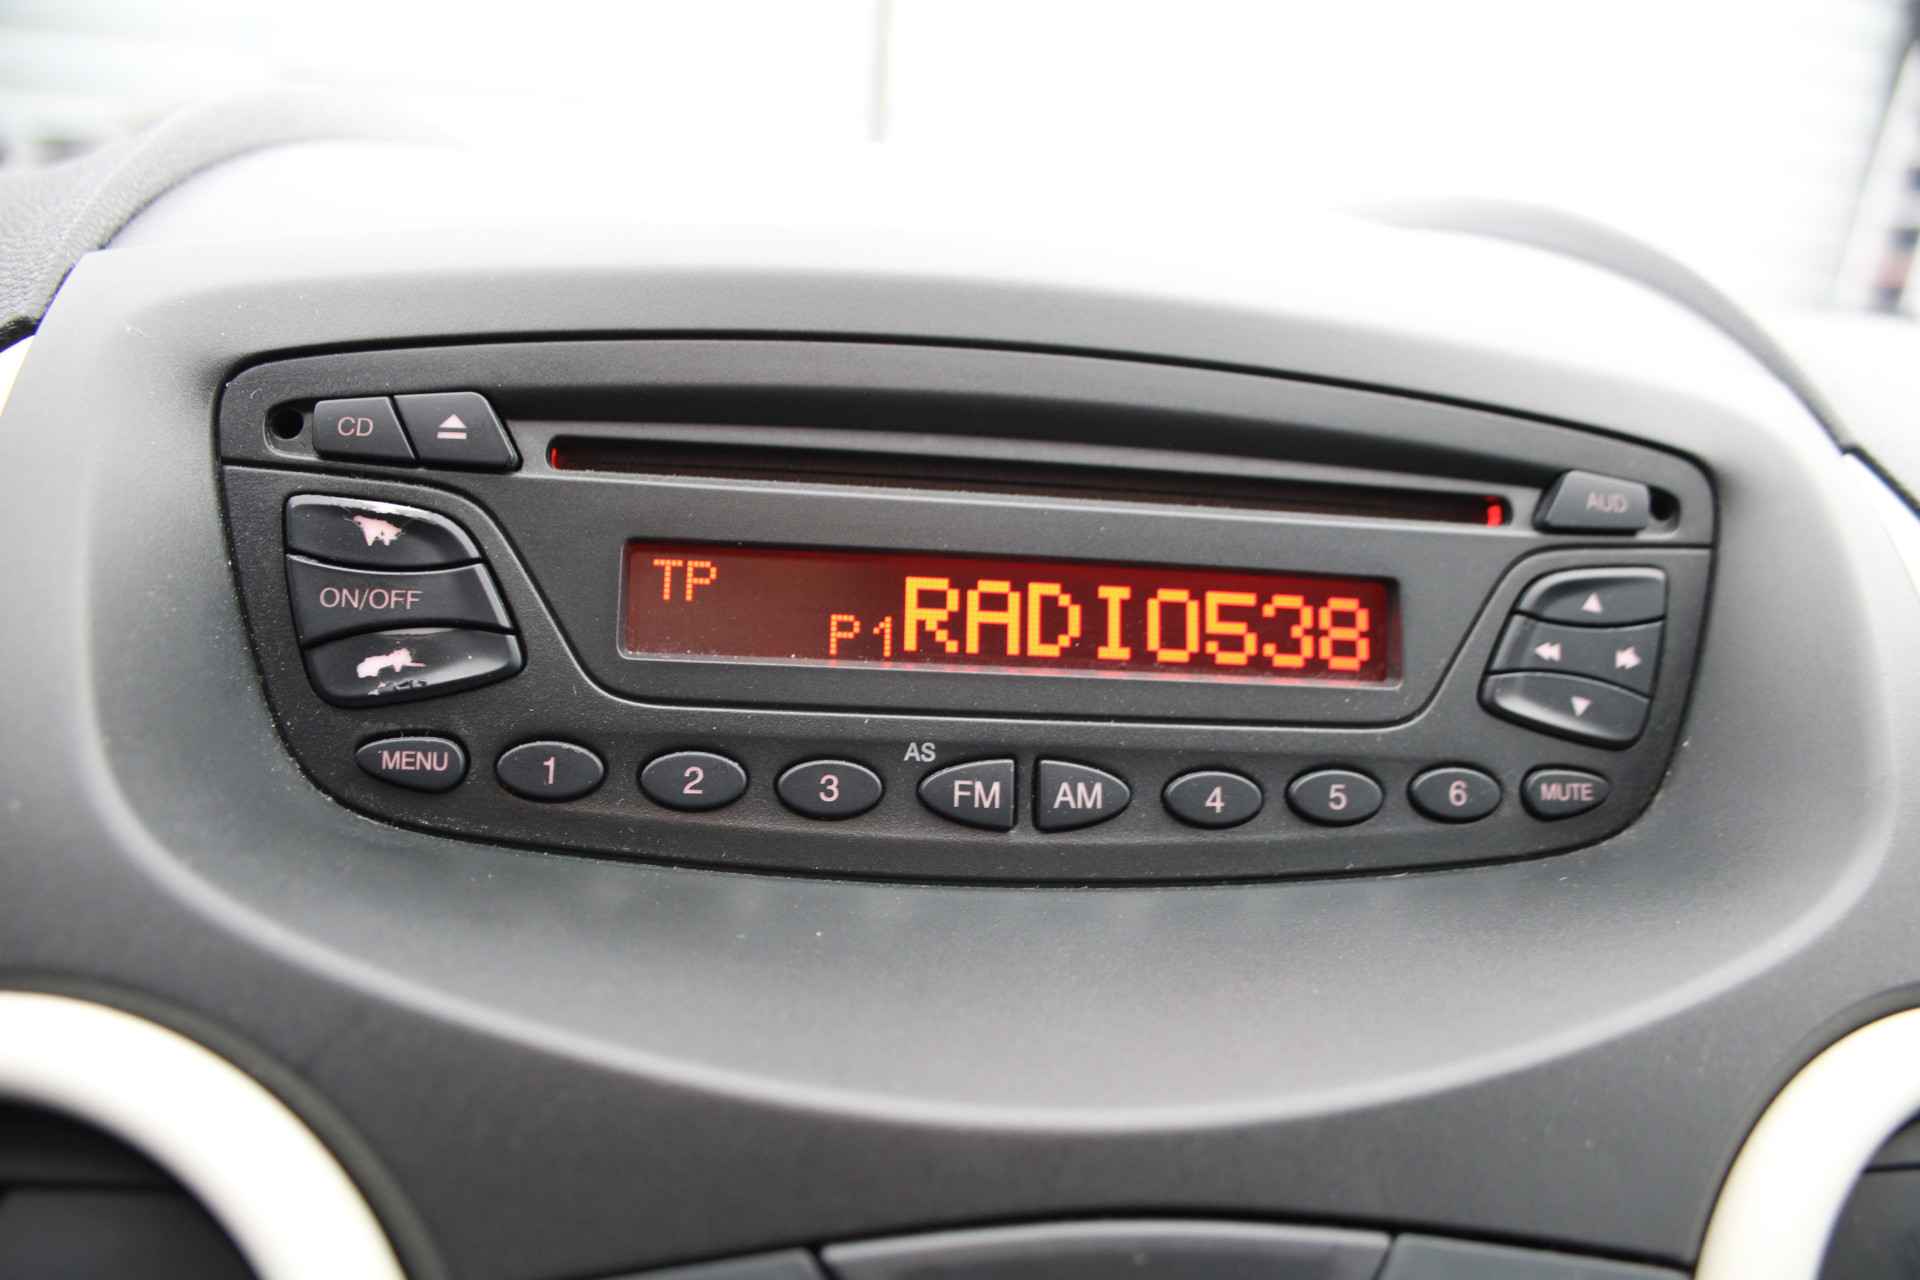 CD
AUD
ON/OFF
TP
P1 RADIO538
MENU 1 2 3 AS FM AM 4 5 6 MUTE